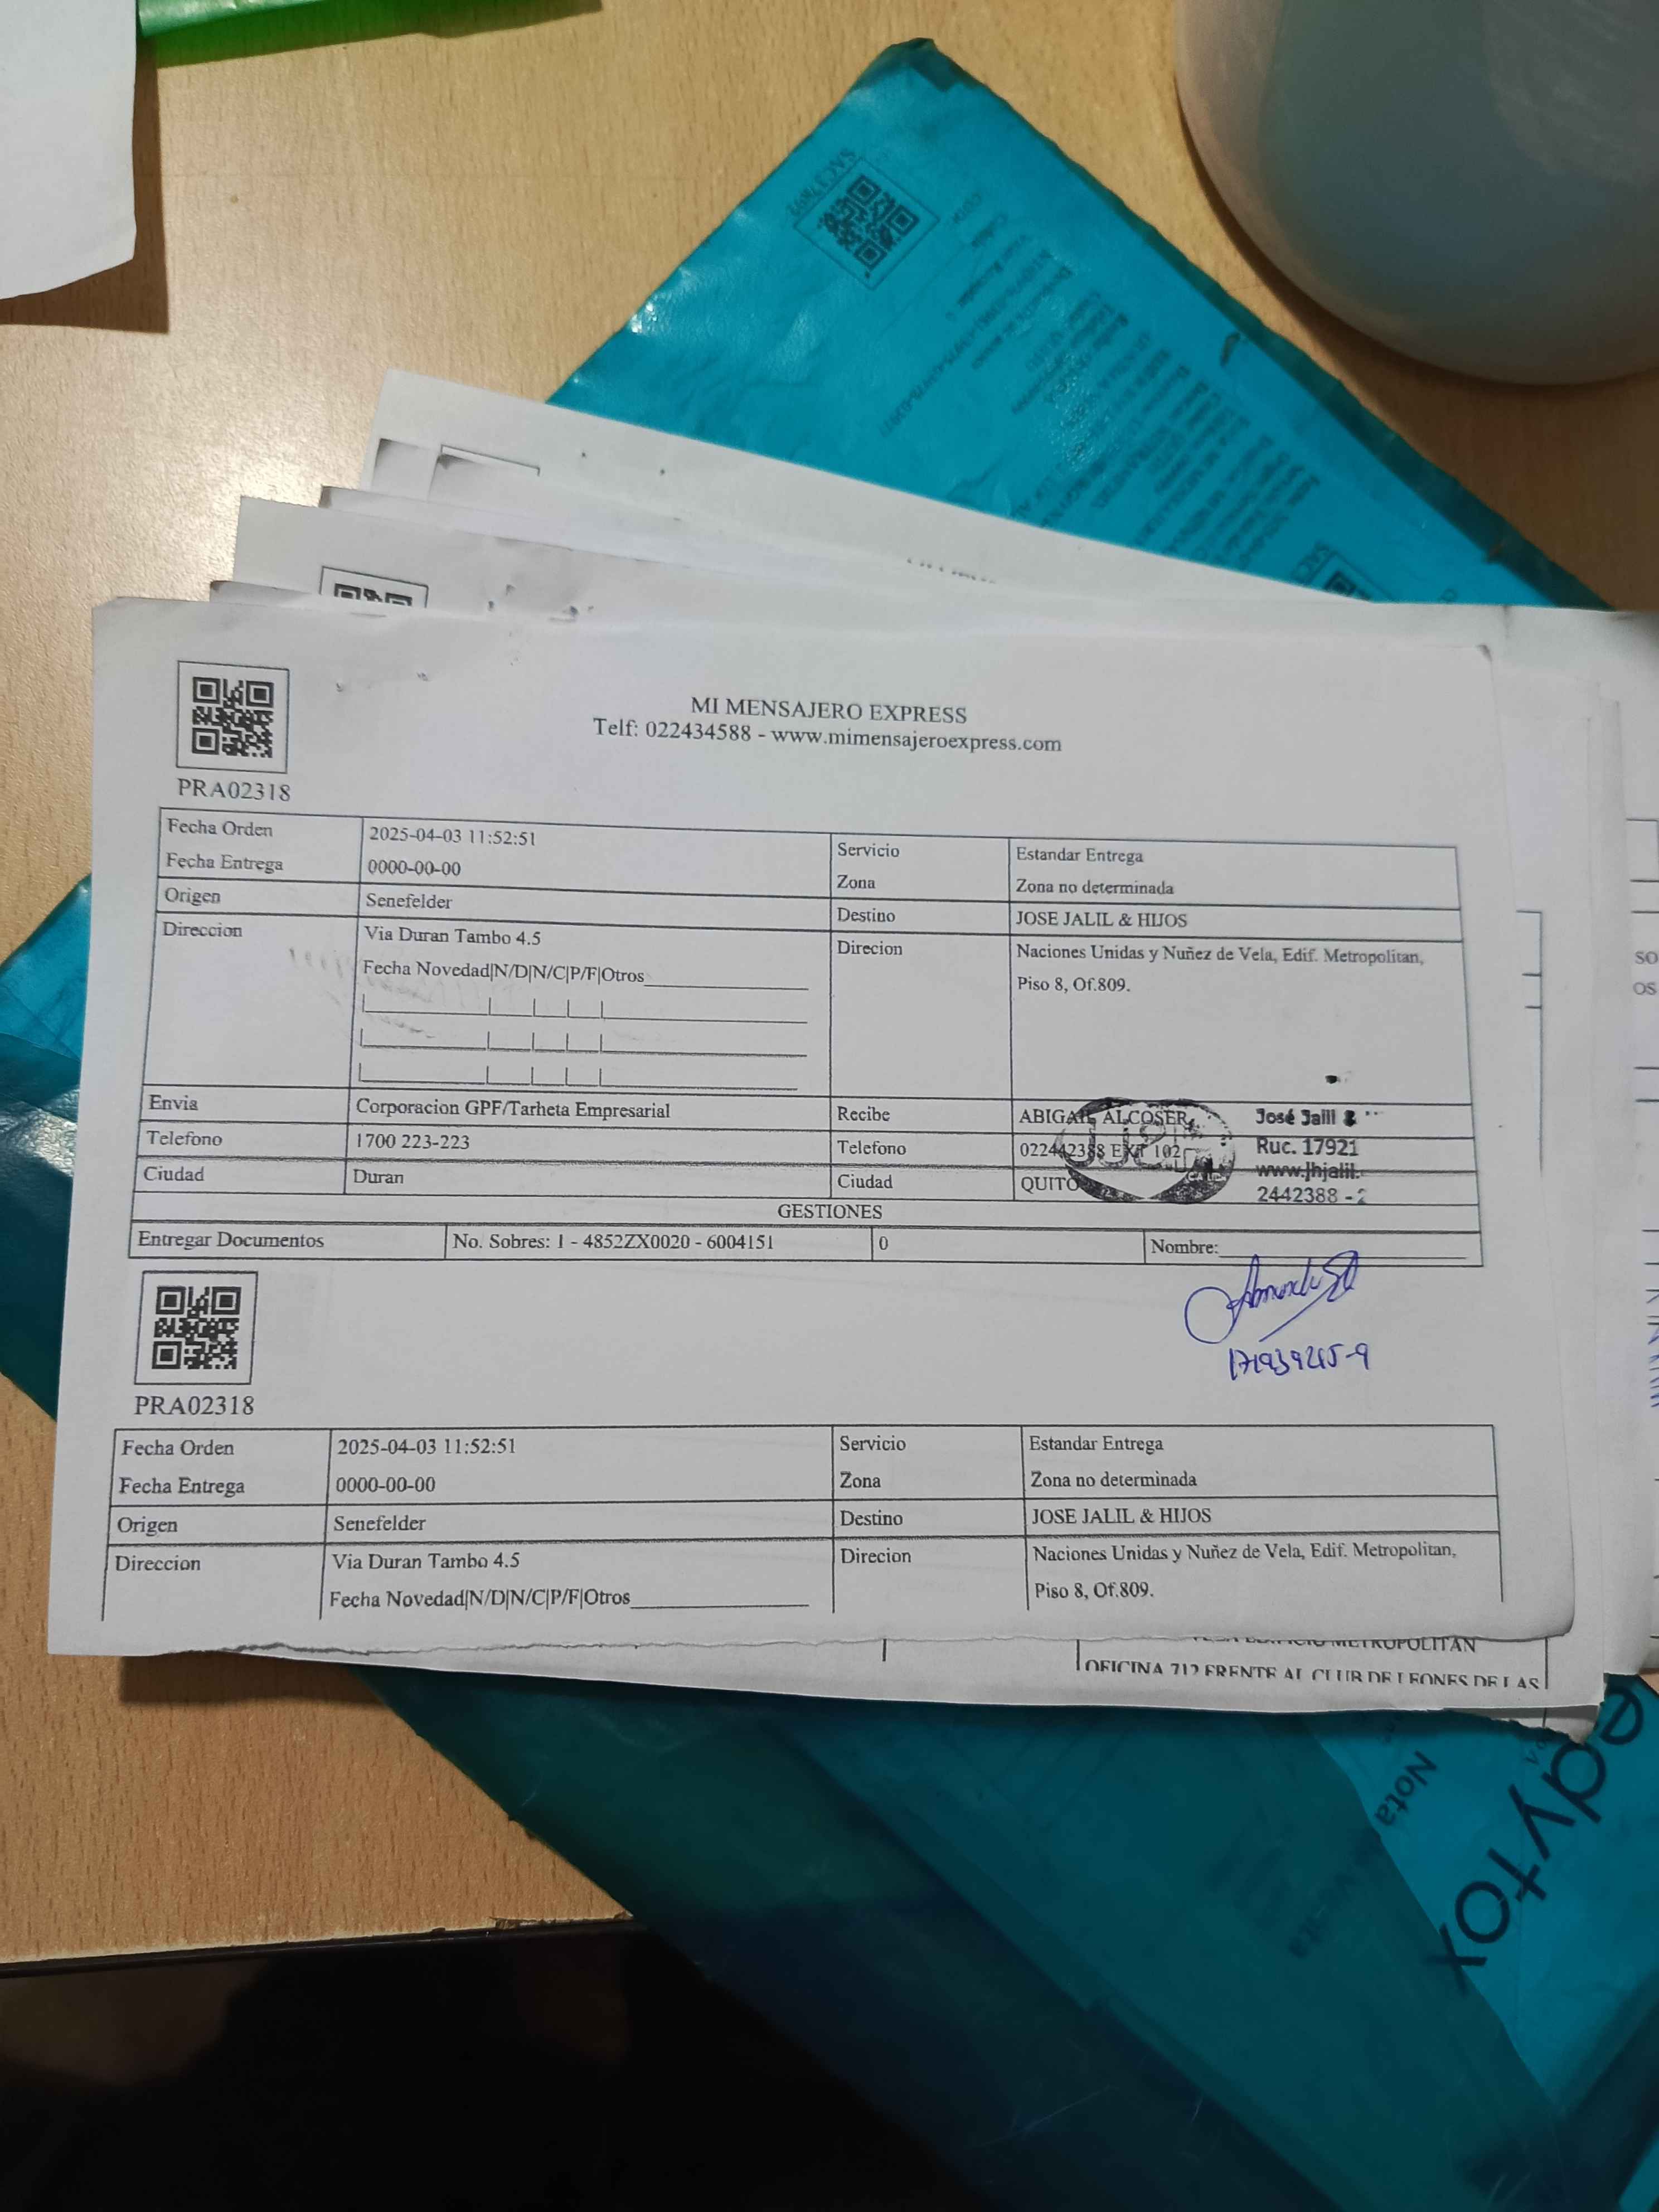 MI MENSAJERO EXPRESS
Telf: 022434588 - www.mimensajeroexpress.com
PRA02318
Fecha Orden 2025-04-03 11:52:51 Servicio Estandar Entrega
Fecha Entrega 0000-00-00 Zona Zona no determinada
Origen Senefelder Destino JOSE JALIL & HIJOS
Direccion Via Duran Tambo 4.5 Direcion Naciones Unidas y Nuñez de Vela, Edif. Metropolitan,
Fecha Novedad|N/D|N/C|P/F|Otros Piso 8, Of.809.
Envia Corporacion GPF/Tarheta Empresarial Recibe ABIGAIL ALCOSER José Jalil &
Telefono 1700 223-223 Telefono 022442388 EXT 102 Ruc. 17921
www.jhjalil.
Ciudad Duran Ciudad QUITO 2442388 - 2
GESTIONES
Entregar Documentos No. Sobres: 1 - 4852ZX0020 - 6004151 0 Nombre:
PRA02318
Fecha Orden 2025-04-03 11:52:51 Servicio Estandar Entrega
Fecha Entrega 0000-00-00 Zona Zona no determinada
Origen Senefelder Destino JOSE JALIL & HIJOS
Direccion Via Duran Tambo 4.5 Direcion Naciones Unidas y Nuñez de Vela, Edif. Metropolitan,
Fecha Novedad|N/D|N/C|P/F|Otros Piso 8, Of.809.
METROPOLITAN
OFICINA 712 FRENTE AL CLUB DE LEONES DE LAS
Nota
edytox